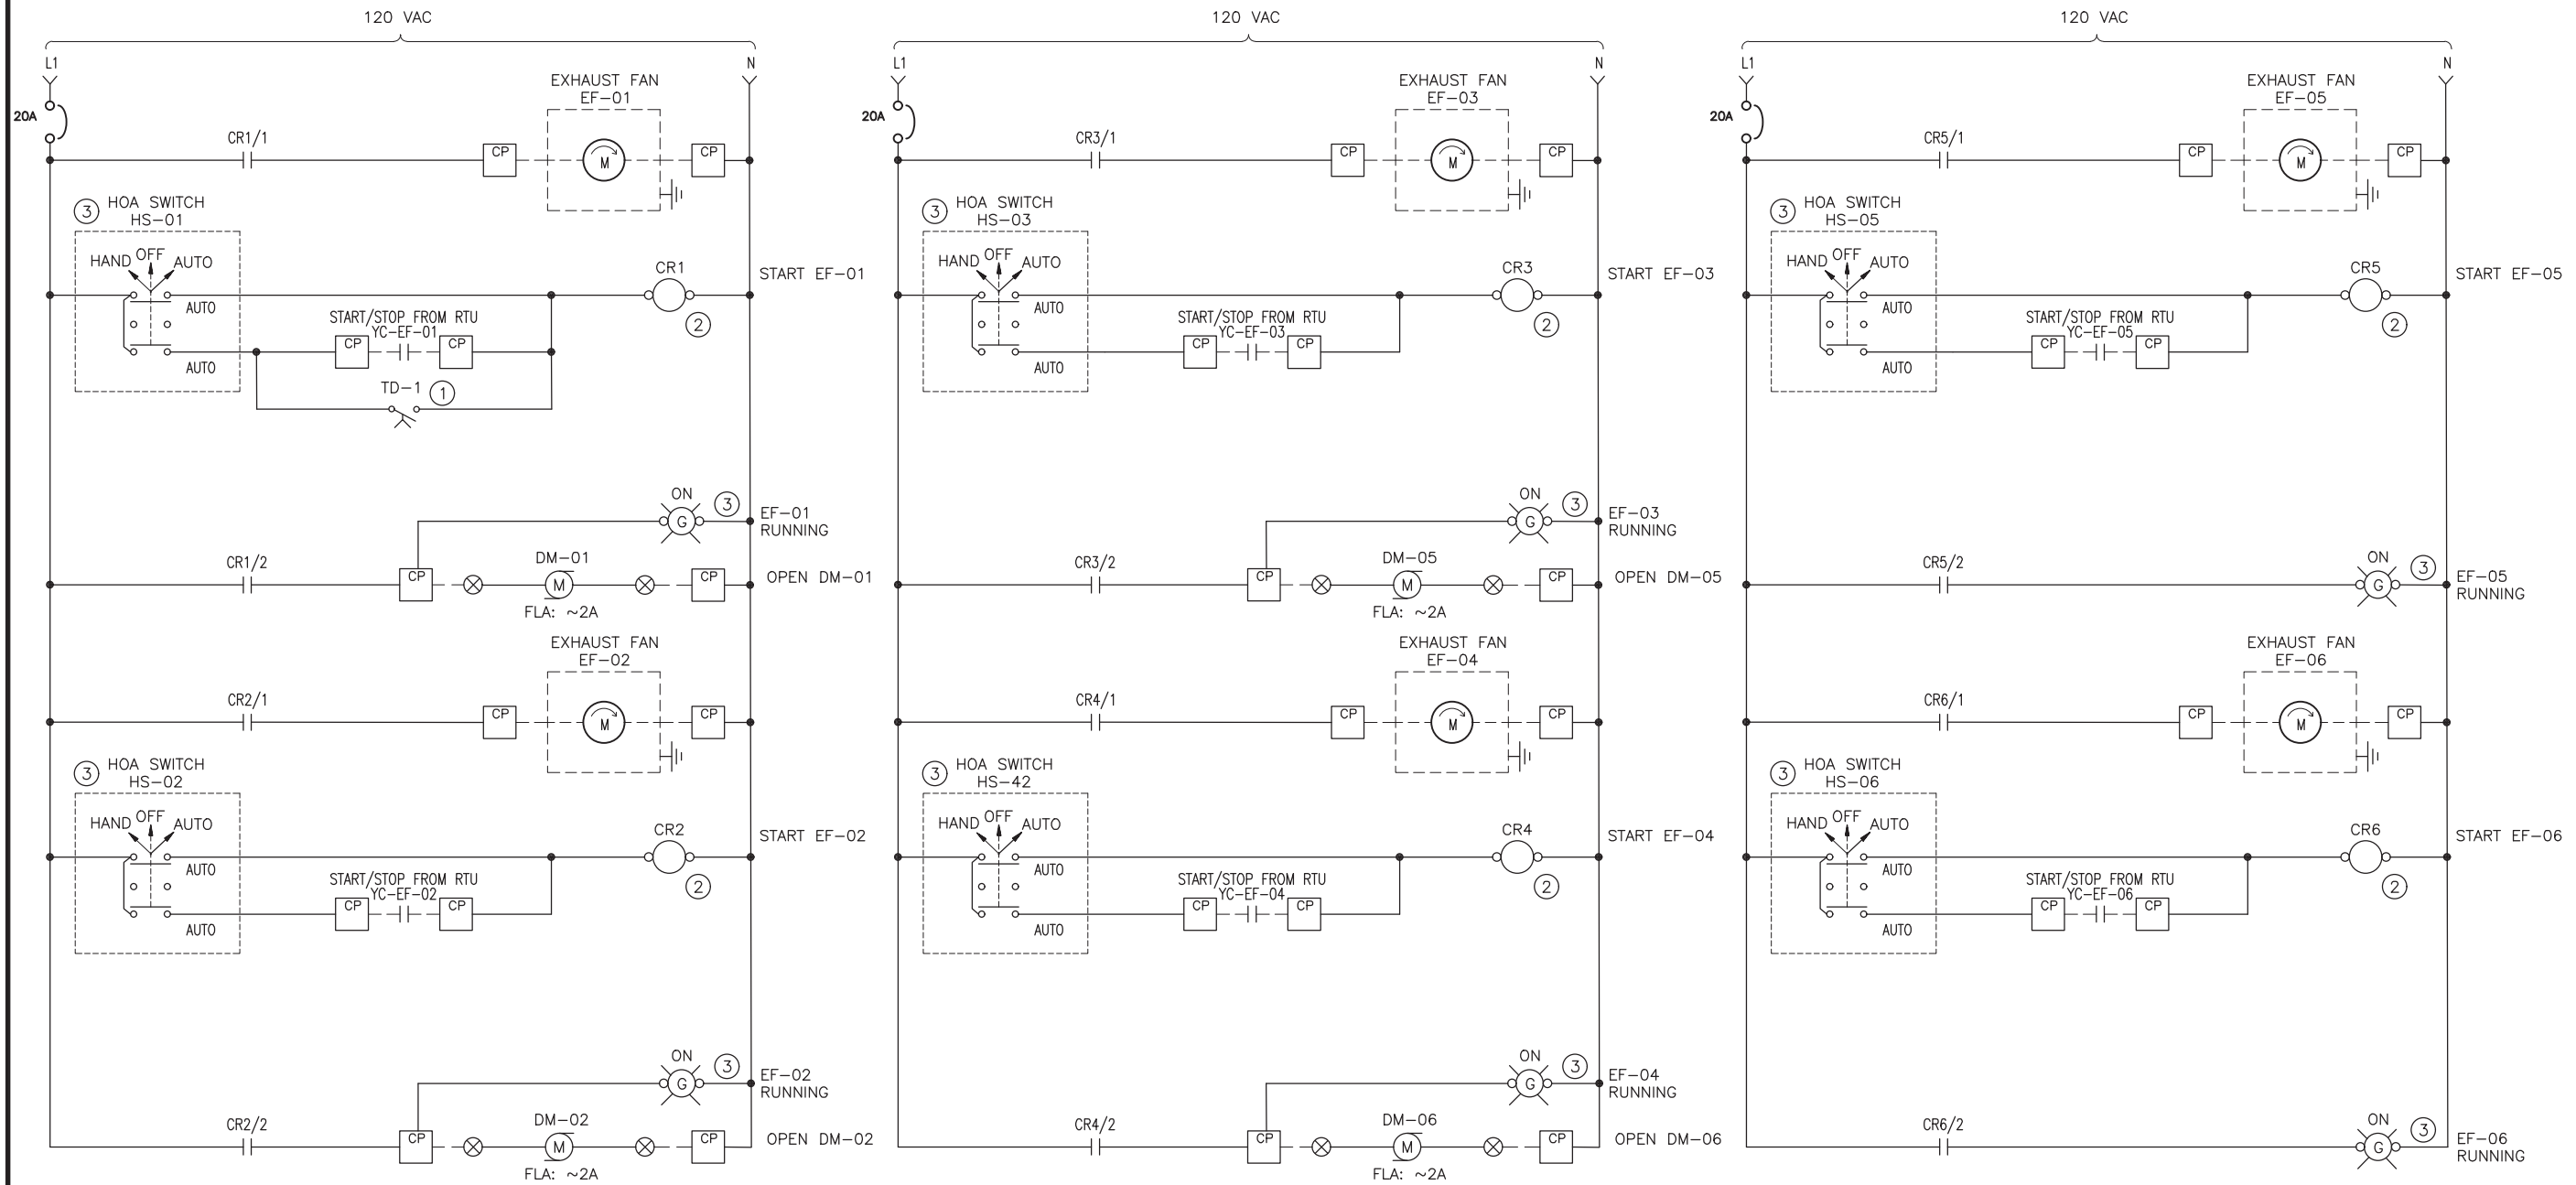 120 VAC
L1
N
20A
EXHAUST FAN
EF-01
CR1/1
CP
M
CP
3
HOA SWITCH
HS-01
HAND
OFF
AUTO
AUTO
AUTO
START/STOP FROM RTU
YC-EF-01
CP
CP
TD-1
1
CR1
2
START EF-01
ON
3
G
EF-01
RUNNING
CR1/2
CP
DM-01
M
FLA: ~2A
CP
OPEN DM-01
EXHAUST FAN
EF-02
CR2/1
CP
M
CP
3
HOA SWITCH
HS-02
HAND
OFF
AUTO
AUTO
AUTO
START/STOP FROM RTU
YC-EF-02
CP
CP
CR2
2
START EF-02
ON
3
G
EF-02
RUNNING
CR2/2
CP
DM-02
M
FLA: ~2A
CP
OPEN DM-02
120 VAC
L1
N
20A
EXHAUST FAN
EF-03
CR3/1
CP
M
CP
3
HOA SWITCH
HS-03
HAND
OFF
AUTO
AUTO
AUTO
START/STOP FROM RTU
YC-EF-03
CP
CP
CR3
2
START EF-03
ON
3
G
EF-03
RUNNING
CR3/2
CP
DM-05
M
FLA: ~2A
CP
OPEN DM-05
EXHAUST FAN
EF-04
CR4/1
CP
M
CP
3
HOA SWITCH
HS-42
HAND
OFF
AUTO
AUTO
AUTO
START/STOP FROM RTU
YC-EF-04
CP
CP
CR4
2
START EF-04
ON
3
G
EF-04
RUNNING
CR4/2
CP
DM-06
M
FLA: ~2A
CP
OPEN DM-06
120 VAC
L1
N
20A
EXHAUST FAN
EF-05
CR5/1
CP
M
CP
3
HOA SWITCH
HS-05
HAND
OFF
AUTO
AUTO
AUTO
START/STOP FROM RTU
YC-EF-05
CP
CP
CR5
2
START EF-05
CR5/2
ON
3
G
EF-05
RUNNING
EXHAUST FAN
EF-06
CR6/1
CP
M
CP
3
HOA SWITCH
HS-06
HAND
OFF
AUTO
AUTO
AUTO
START/STOP FROM RTU
YC-EF-06
CP
CP
CR6
2
START EF-06
CR6/2
ON
3
G
EF-06
RUNNING